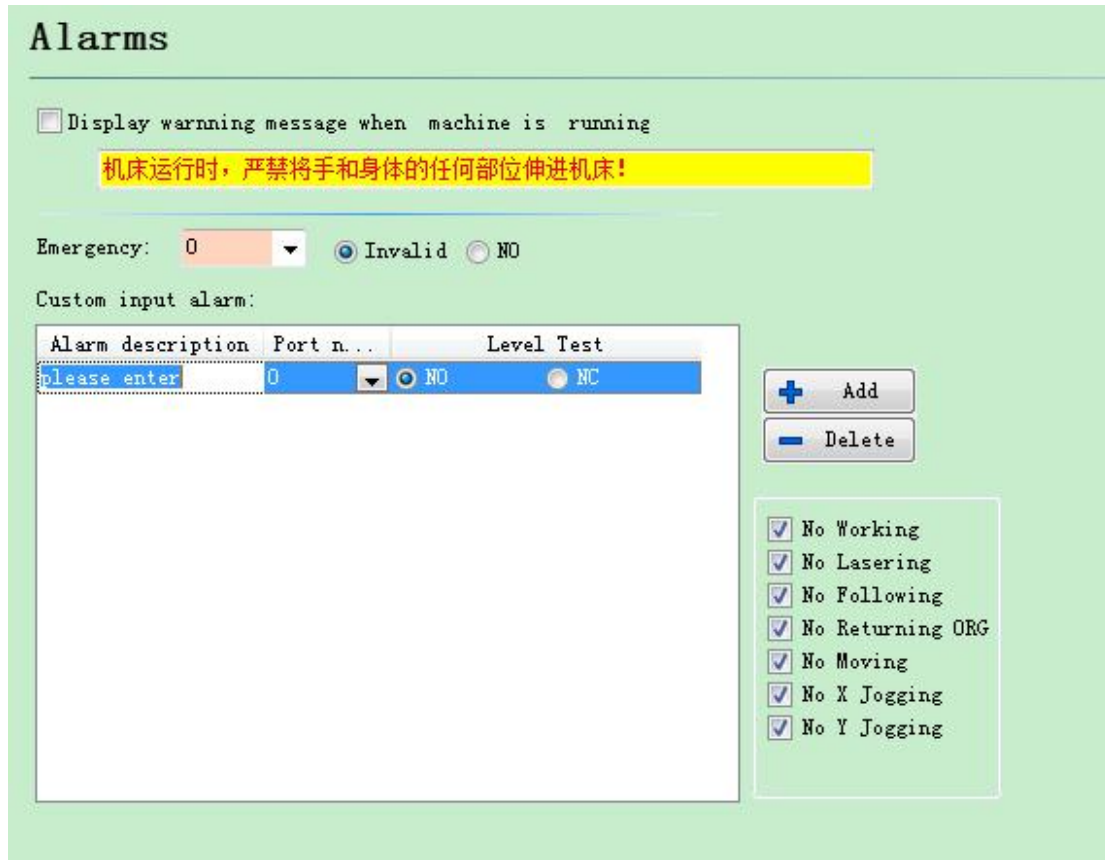 Alarms
Display warnning message when machine is running
机床运行时，严禁将手和身体的任何部位伸进机床！
Emergency: 0 Invalid NO
Custom input alarm:
Alarm description Port n... Level Test
please enter 0 NO NC
Add
Delete
No Working
No Lasering
No Following
No Returning ORG
No Moving
No X Jogging
No Y Jogging